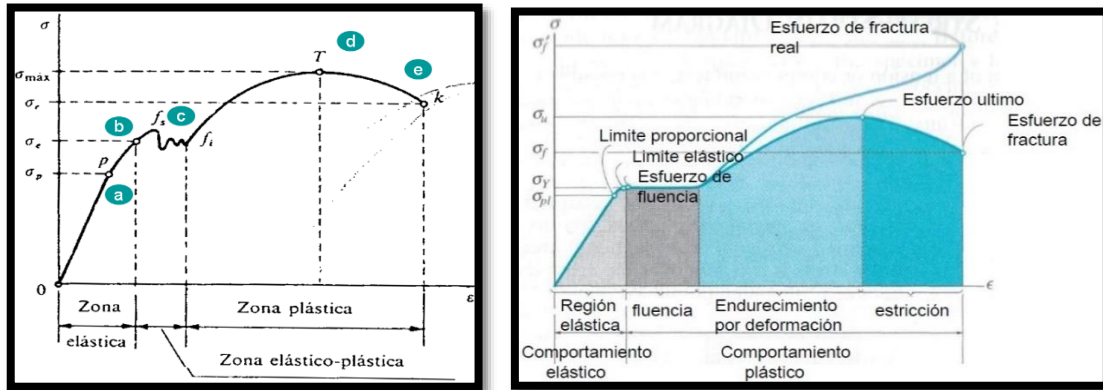 σ
d
T
e
σmáx
c
k
σr
b
fs
fi
σe
p
σp
a
0
ε
Zona
elástica
Zona plástica
Zona elástico-plástica
σ
σ'f
Esfuerzo de fractura
real
σu
Esfuerzo ultimo
Limite proporcional
Esfuerzo de
fractura
σf
Limite elástico
Esfuerzo de
fluencia
σY
σpl
ϵ
Región
elástica
fluencia
Endurecimiento
por deformación
estricción
Comportamiento
elástico
Comportamiento
plástico